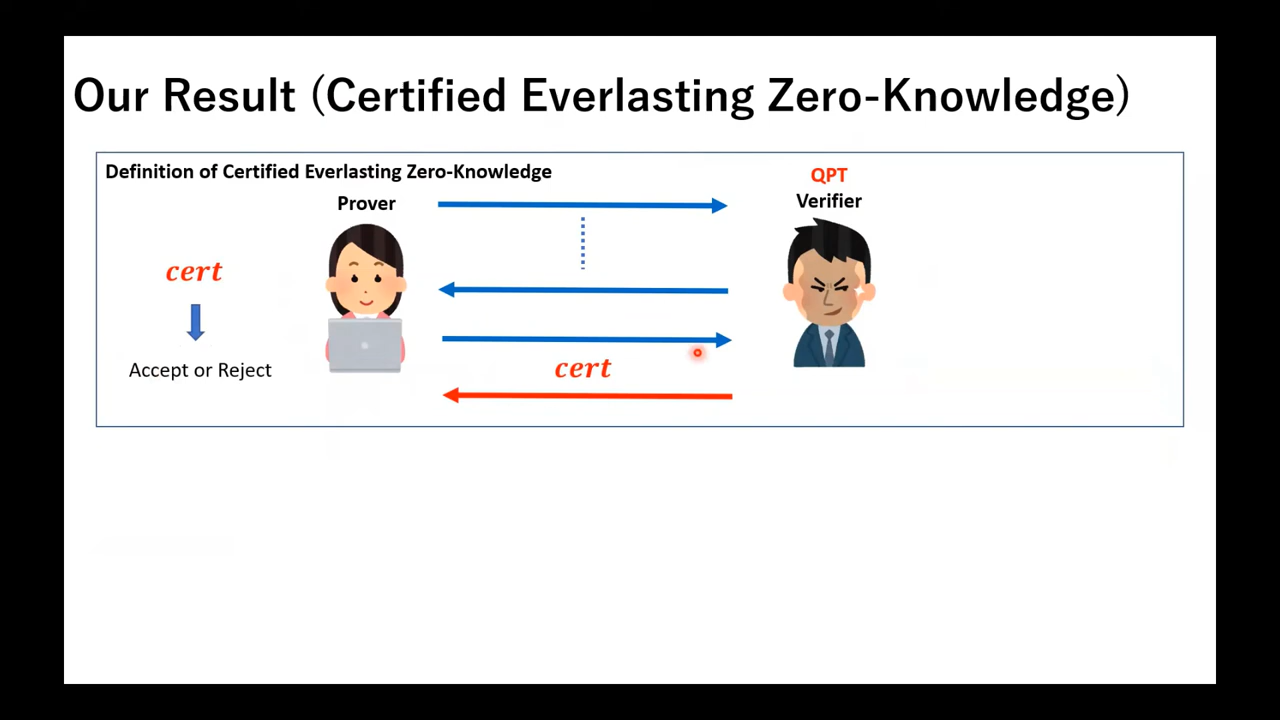 Our Result (Certified Everlasting Zero-Knowledge)
Definition of Certified Everlasting Zero-Knowledge
QPT
Prover
Verifier
cert
Accept or Reject
cert